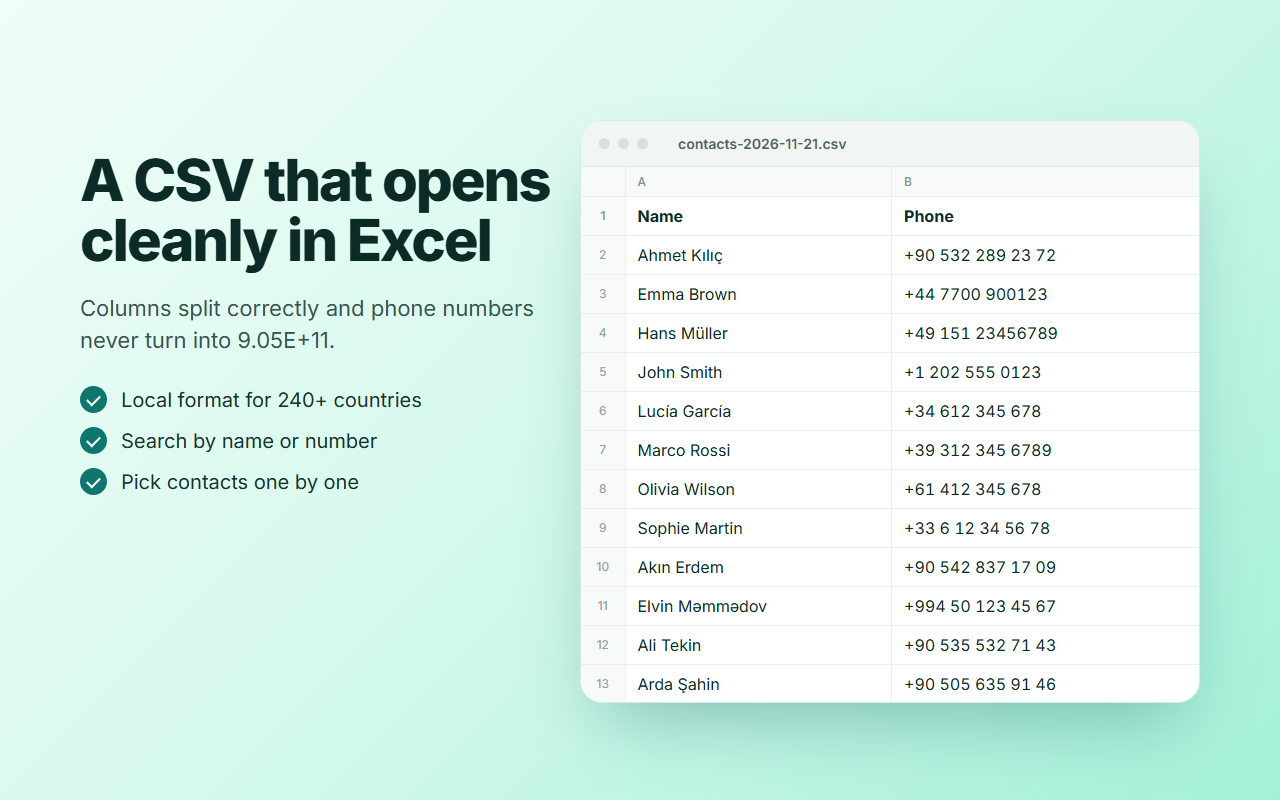 A CSV that opens
cleanly in Excel
Columns split correctly and phone numbers
never turn into 9.05E+11.
Local format for 240+ countries
Search by name or number
Pick contacts one by one
contacts-2026-11-21.csv
A B
1 Name Phone
2 Ahmet Kılıç +90 532 289 23 72
3 Emma Brown +44 7700 900123
4 Hans Müller +49 151 23456789
5 John Smith +1 202 555 0123
6 Lucía García +34 612 345 678
7 Marco Rossi +39 312 345 6789
8 Olivia Wilson +61 412 345 678
9 Sophie Martin +33 6 12 34 56 78
10 Akın Erdem +90 542 837 17 09
11 Elvin Məmmədov +994 50 123 45 67
12 Ali Tekin +90 535 532 71 43
13 Arda Şahin +90 505 635 91 46